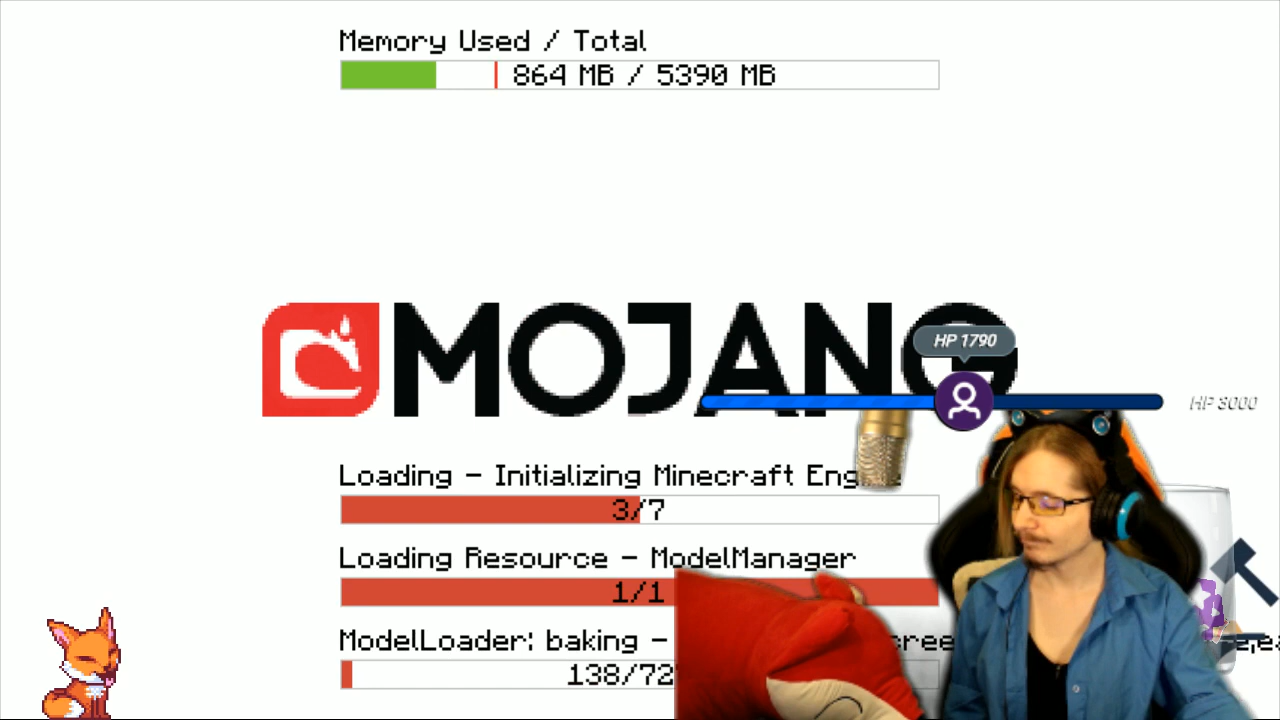 Memory Used / Total
864 MB / 5390 MB
MOJANG
HP 1790
HP 3000
Loading - Initializing Minecraft
3/7
Loading Resource - ModelManager
1/1
ModelLoader: baking -
138/72